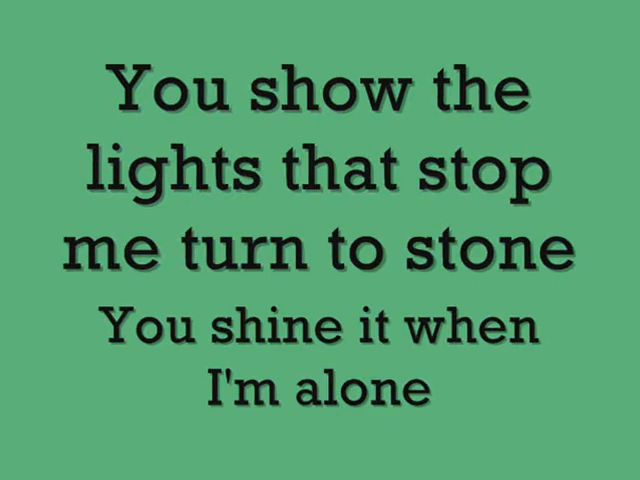 You show the
lights that stop
me turn to stone
You shine it when
I'm alone